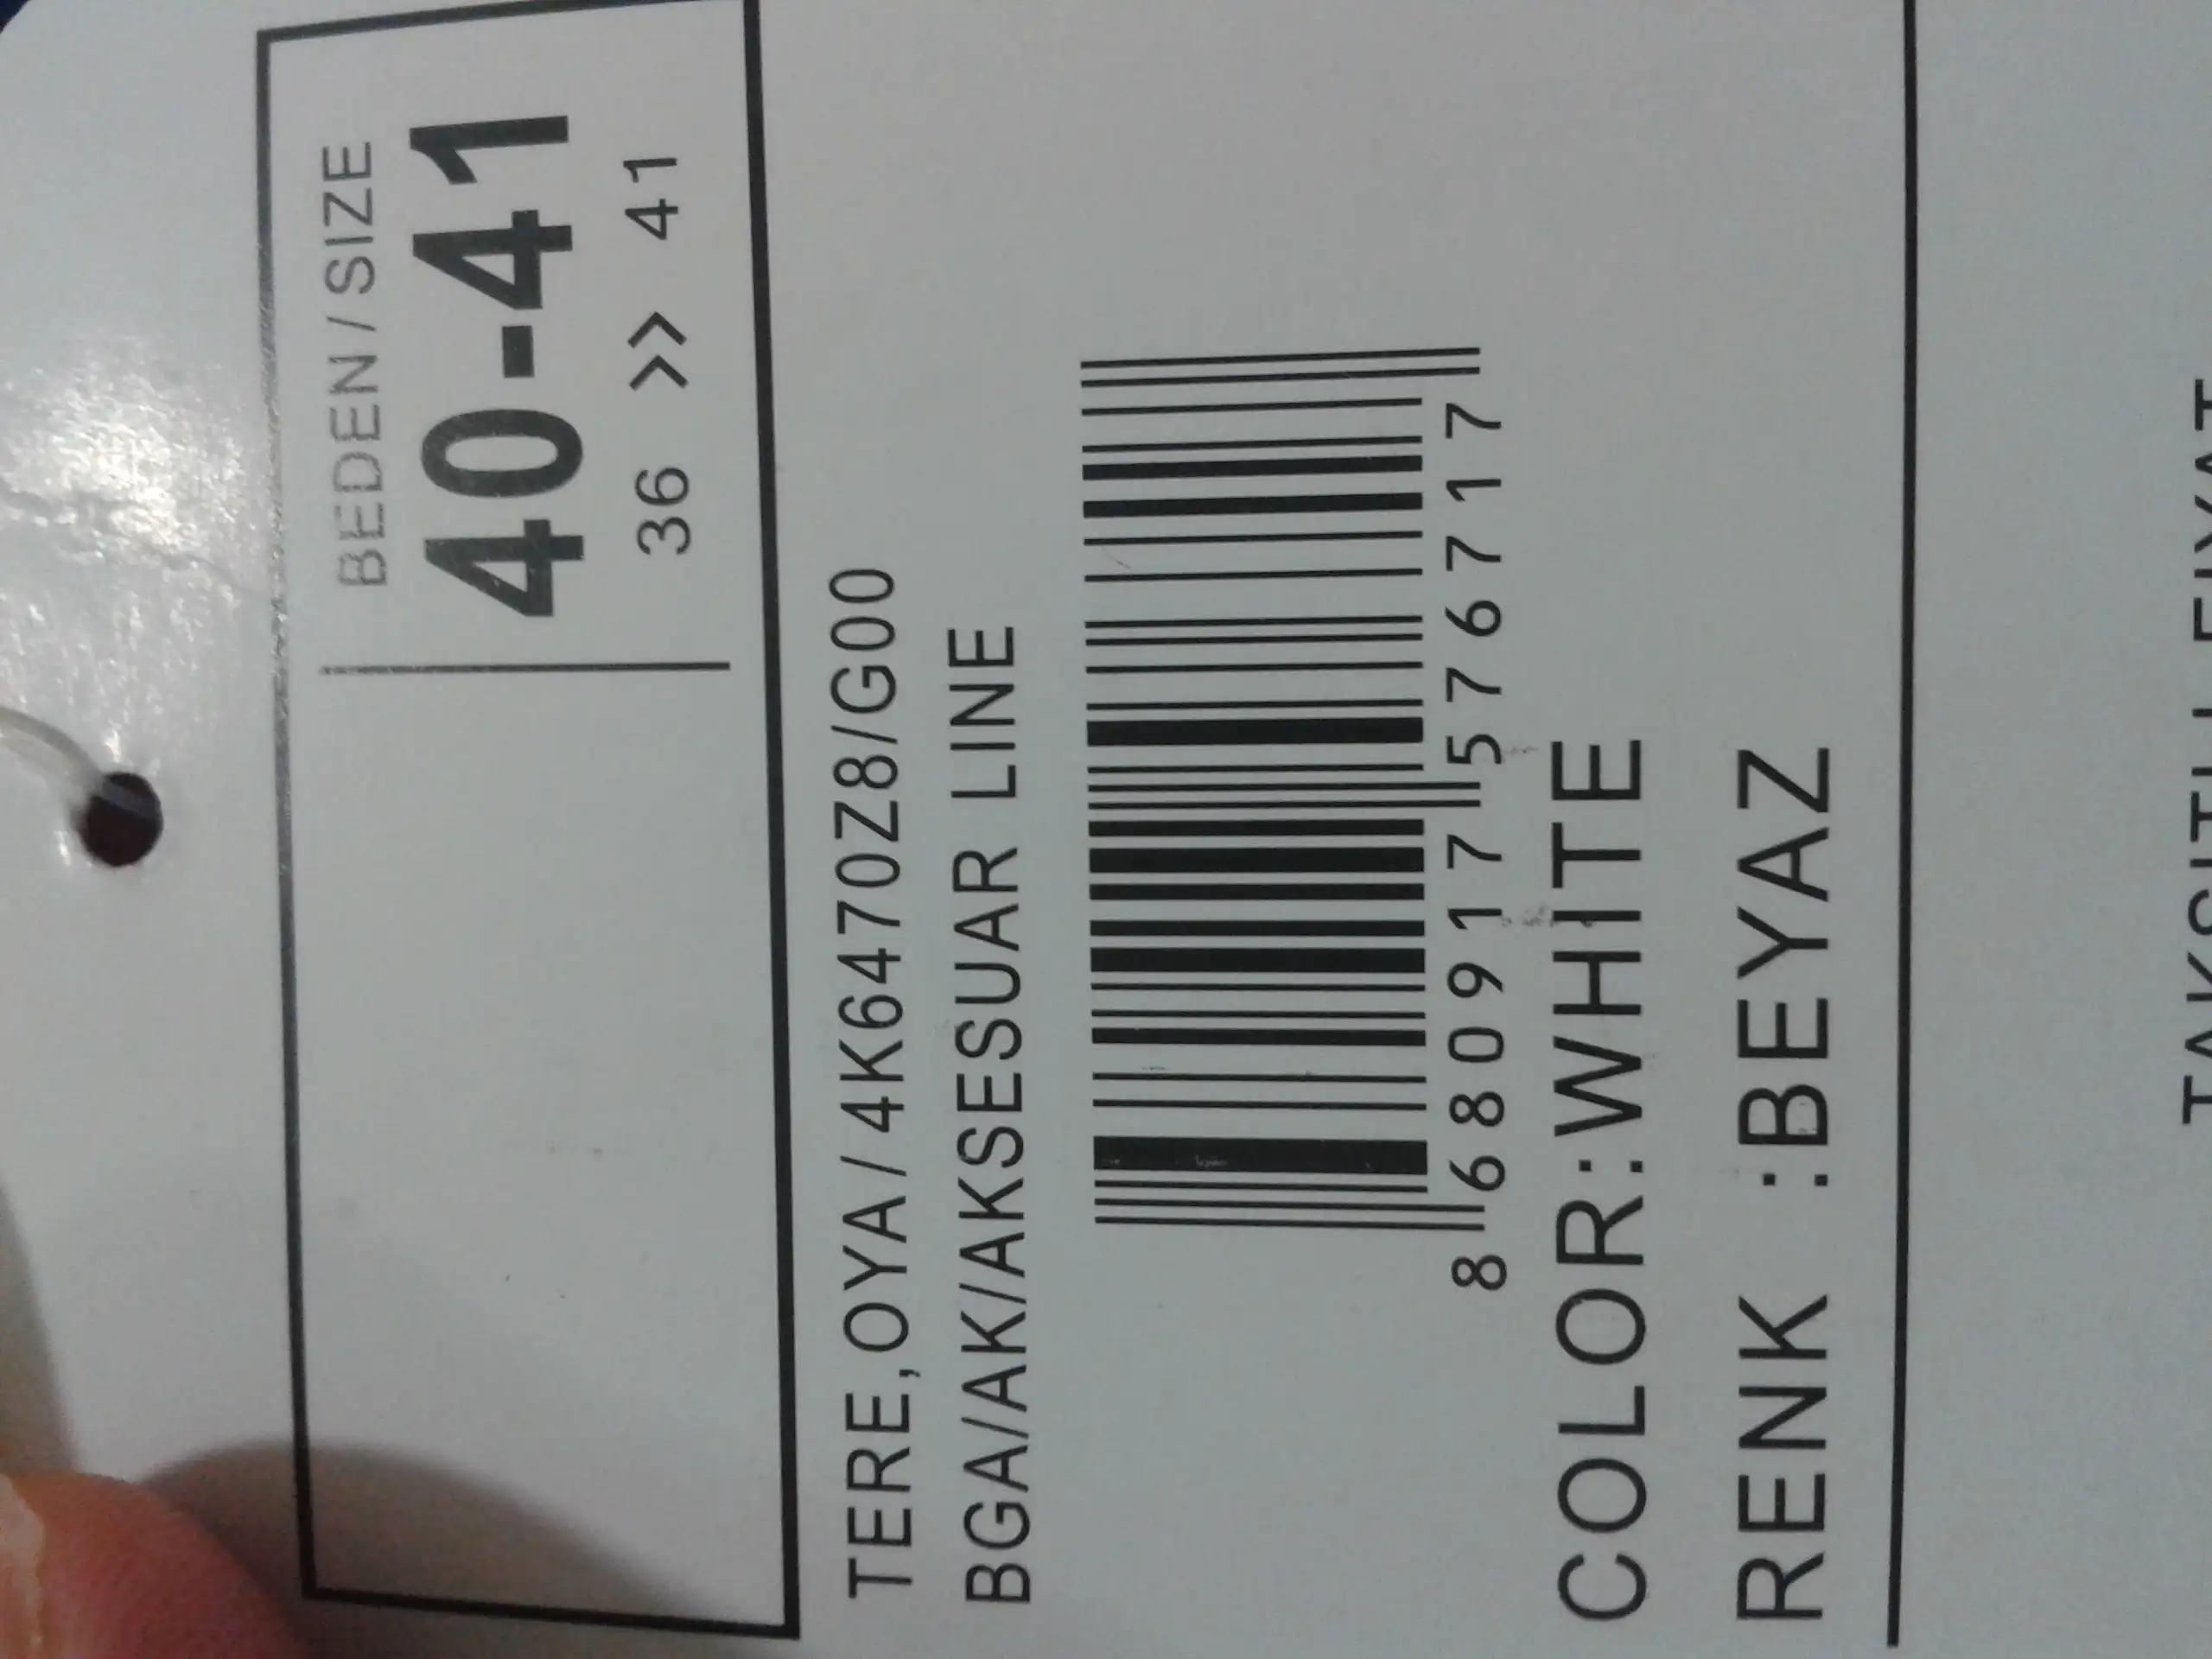 BEDEN / SIZE
40-41
36 >> 41
TERE,OYA / 4K6470Z8/G00
BGA/AK/AKSESUAR LINE
8 680917 576717
COLOR:WHITE
RENK :BEYAZ